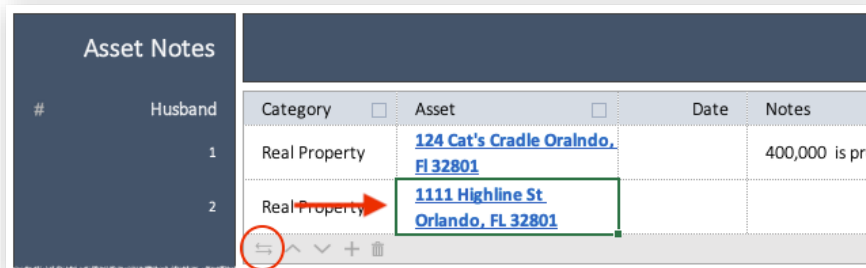 Asset Notes
# Husband Category Asset Date Notes
1 Real Property 124 Cat's Cradle Oralndo, 400,000 is pr
Fl 32801
2 Real Property 1111 Highline St
Orlando, FL 32801